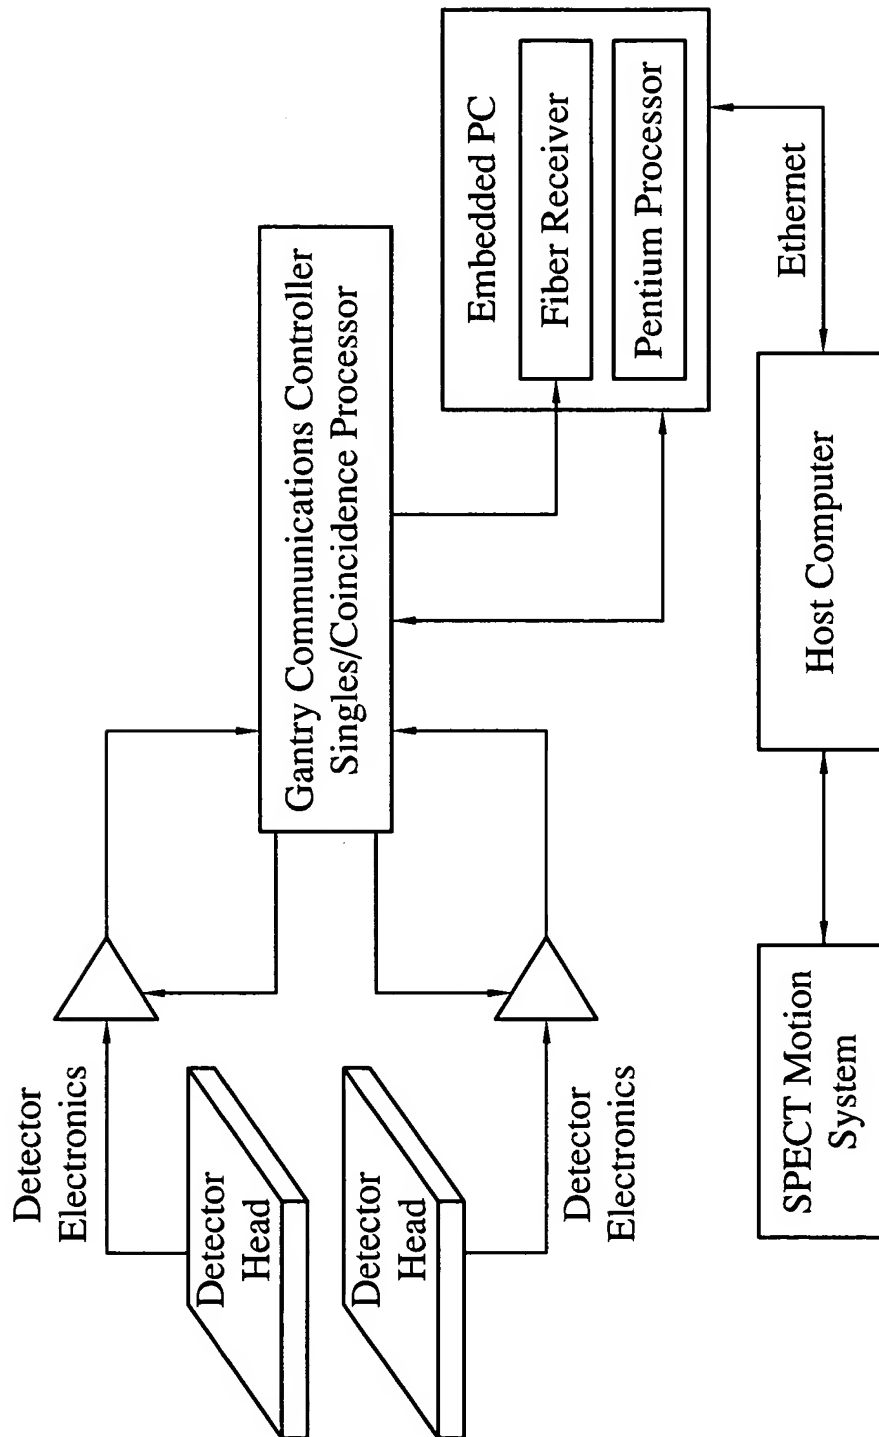 Detector
Electronics
Detector
Head
Detector
Head
Detector
Electronics
Gantry Communications Controller
Singles/Coincidence Processor
Embedded PC
Fiber Receiver
Pentium Processor
Ethernet
Host Computer
SPECT Motion
System